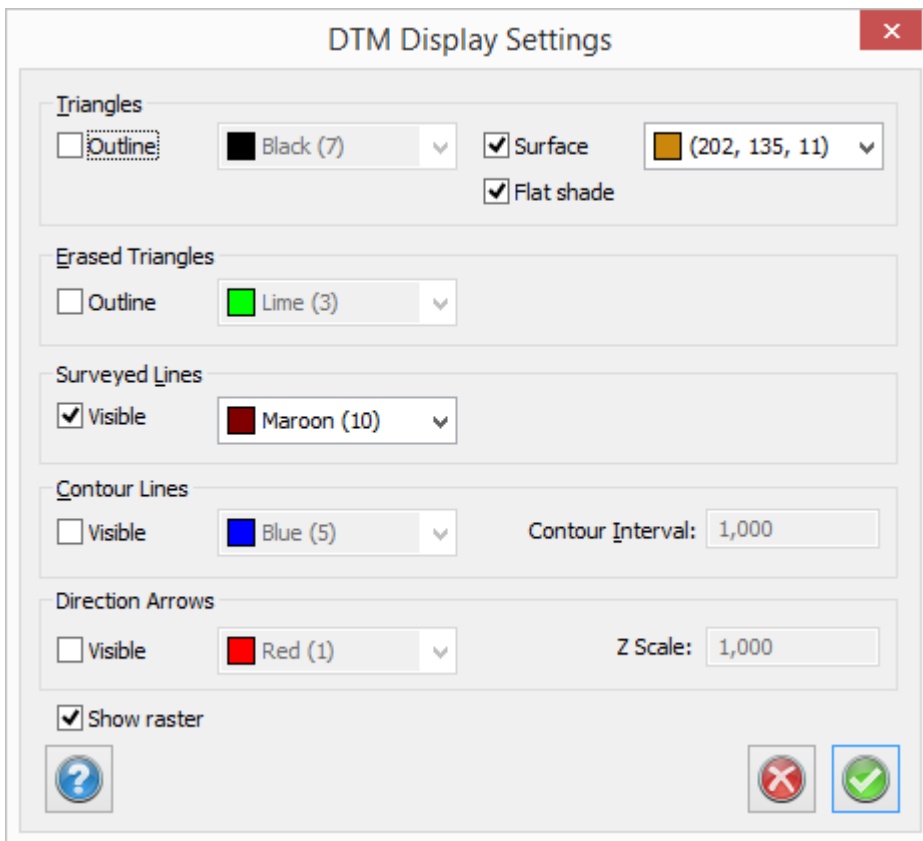 DTM Display Settings
Triangles
Outline
Black (7)
Surface
(202, 135, 11)
Flat shade
Erased Triangles
Outline
Lime (3)
Surveyed Lines
Visible
Maroon (10)
Contour Lines
Visible
Blue (5)
Contour Interval:
1,000
Direction Arrows
Visible
Red (1)
Z Scale:
1,000
Show raster